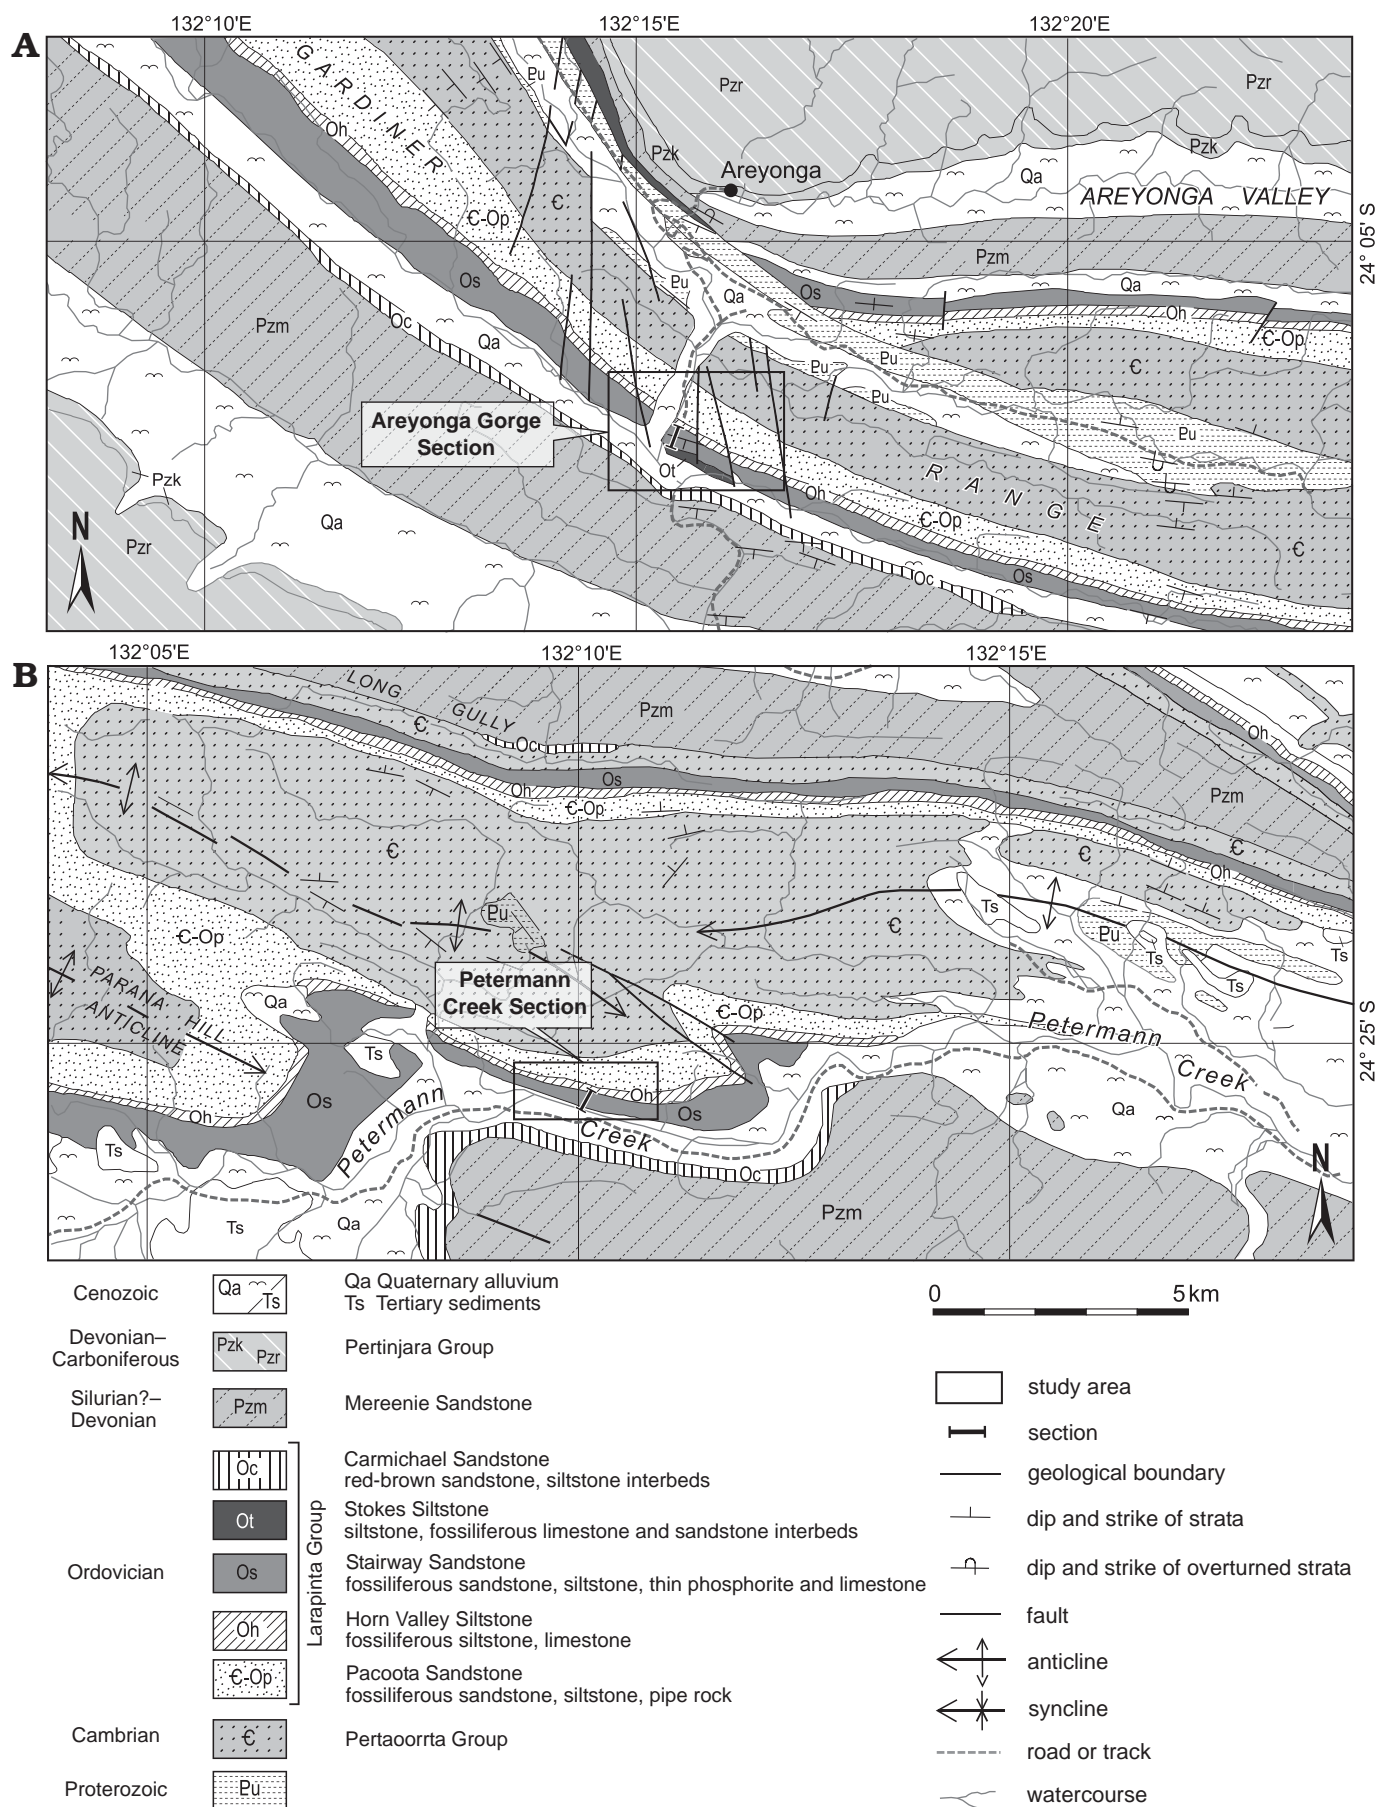 A
132°10'E 132°15'E 132°20'E
GARDINER
Pu
Pzr
Pzr
Oh
Pzk
Pzk
Areyonga
Qa
AREYONGA VALLEY
Ꞓ
Ꞓ-Op
24° 05' S
Pzm
Os
Pu
Qa
Os
Qa
Oh
Pzm
Oc
Qa
Ꞓ-Op
Pu
Pu
Ꞓ
Pu
Areyonga Gorge
Section
Pu
Ot
RANGE
Pzk
Oh
Qa
Ꞓ-Op
N
Pzr
Ꞓ
Oc
Os
B
132°05'E 132°10'E 132°15'E
LONG
GULLY
Pzm
Ꞓ
Oc
Oh
Os
Oh
Ꞓ-Op
Pzm
Ꞓ
Ꞓ
Ꞓ
Oh
Pu
Ts
Ꞓ
Ꞓ-Op
Pu
Ts
Ts
Ts
PARANA HILL
ANTICLINE
Petermann
Creek Section
Qa
Ꞓ-Op
Petermann
Creek
24° 25' S
Ts
Os
Oh
Oh
Os
Qa
Petermann
Creek
Ts
Oc
N
Ts
Qa
Pzm
Cenozoic
Qa
Ts
Qa Quaternary alluvium
Ts Tertiary sediments
Devonian–
Carboniferous
Pzk
Pzr
Pertinjara Group
Silurian?–
Devonian
Pzm
Mereenie Sandstone
Ordovician
Larapinta Group
Oc
Carmichael Sandstone
red-brown sandstone, siltstone interbeds
Ot
Stokes Siltstone
siltstone, fossiliferous limestone and sandstone interbeds
Os
Stairway Sandstone
fossiliferous sandstone, siltstone, thin phosphorite and limestone
Oh
Horn Valley Siltstone
fossiliferous siltstone, limestone
Ꞓ-Op
Pacoota Sandstone
fossiliferous sandstone, siltstone, pipe rock
Cambrian
Ꞓ
Pertaoorrta Group
Proterozoic
Pu
0 5 km
study area
section
geological boundary
dip and strike of strata
dip and strike of overturned strata
fault
anticline
syncline
road or track
watercourse